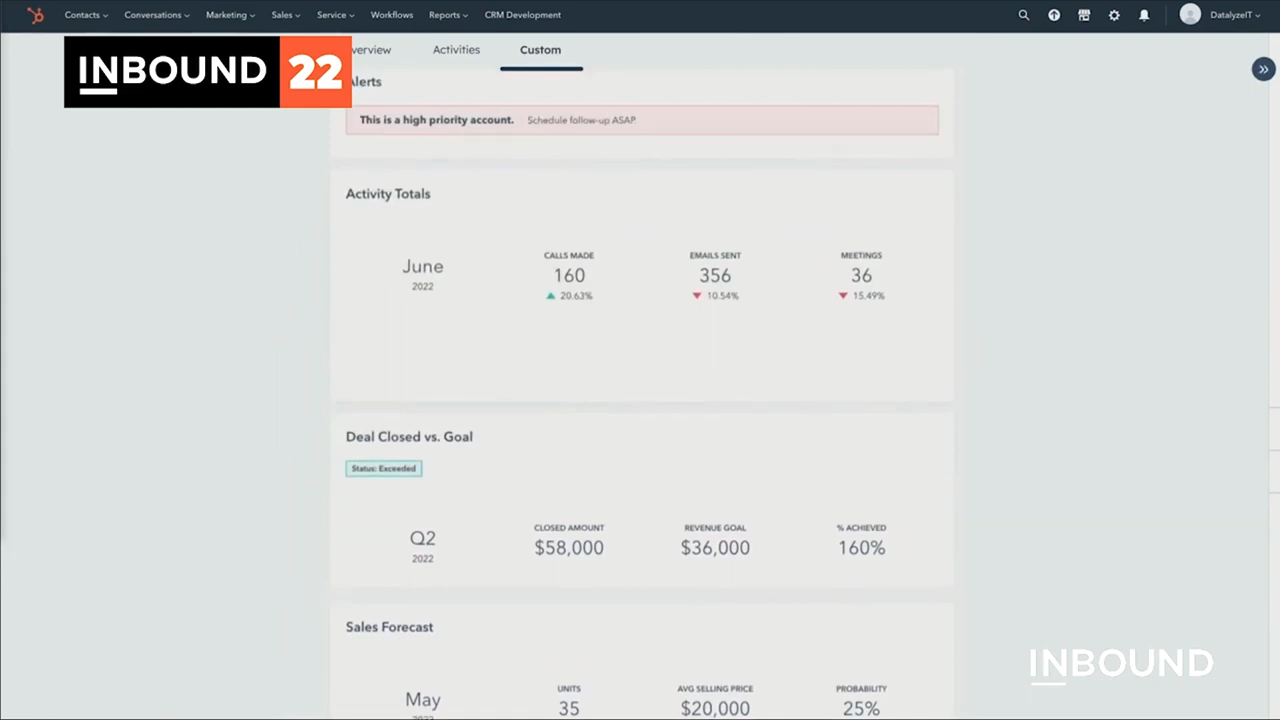 Contacts Conversations Marketing Sales Service Workflows Reports CRM Development DatalyzeIT
INBOUND 22
verview Activities Custom
Alerts
This is a high priority account. Schedule follow-up ASAP.
Activity Totals
June
2022
CALLS MADE
160
20.63%
EMAILS SENT
356
10.54%
MEETINGS
36
15.49%
Deal Closed vs. Goal
Status: Exceeded
Q2
2022
CLOSED AMOUNT
$58,000
REVENUE GOAL
$36,000
% ACHIEVED
160%
Sales Forecast
May
2022
UNITS
35
AVG SELLING PRICE
$20,000
PROBABILITY
25%
INBOUND